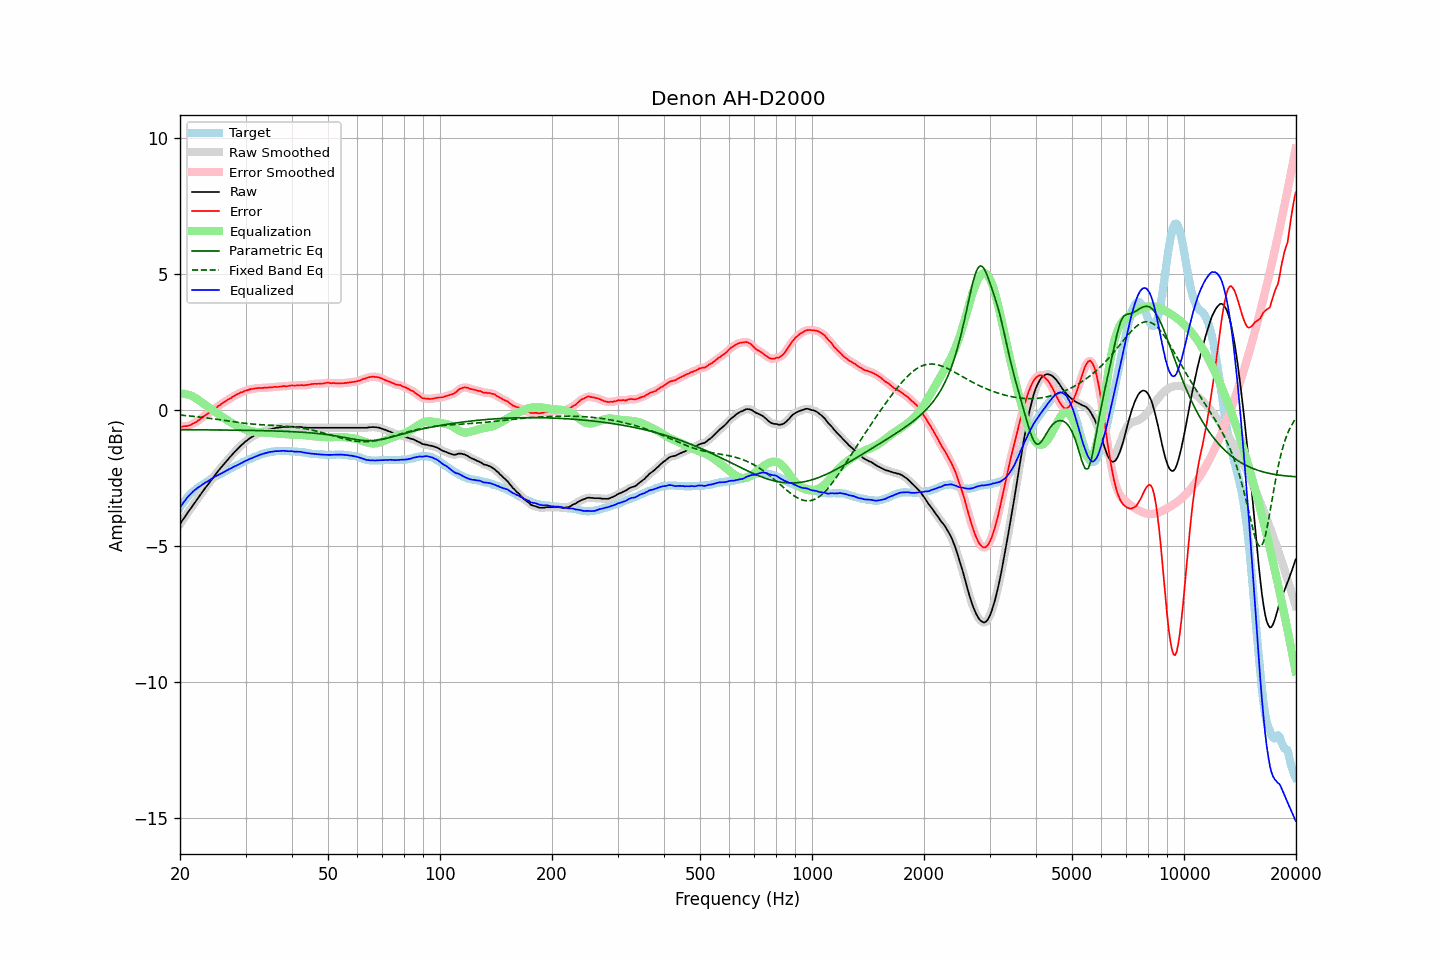 Denon AH-D2000
Target
Raw Smoothed
Error Smoothed
Raw
Error
Equalization
Parametric Eq
Fixed Band Eq
Equalized
10
5
0
−5
−10
−15
Amplitude (dBr)
20
50
100
200
500
1000
2000
5000
10000
20000
Frequency (Hz)